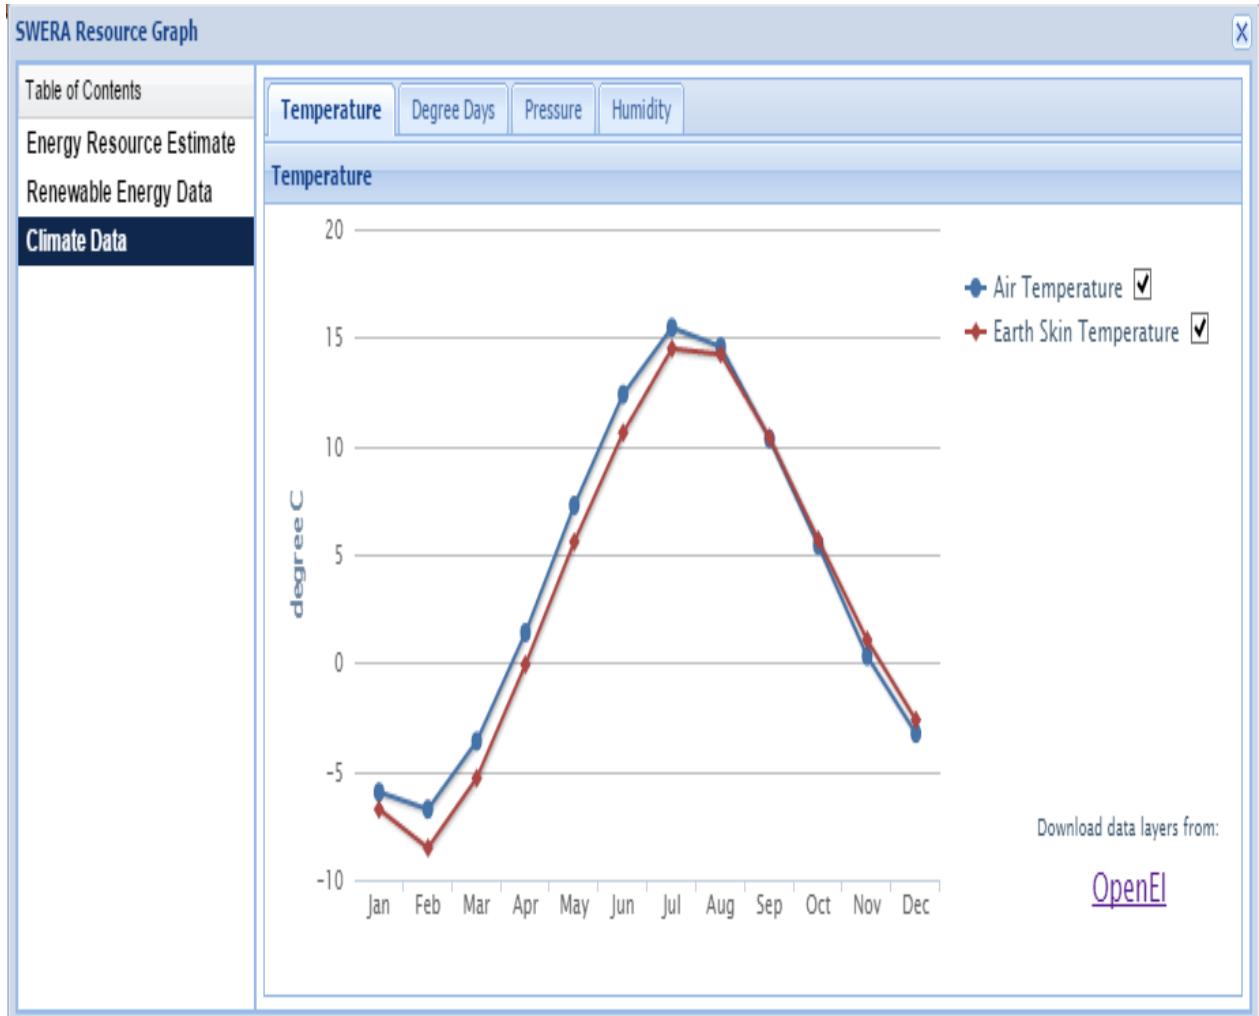 SWERA Resource Graph
Table of Contents
Energy Resource Estimate
Renewable Energy Data
Climate Data
Temperature Degree Days Pressure Humidity
Temperature
20
15
10
5
0
-5
-10
degree C
Jan Feb Mar Apr May Jun Jul Aug Sep Oct Nov Dec
Air Temperature
Earth Skin Temperature
Download data layers from:
OpenEI